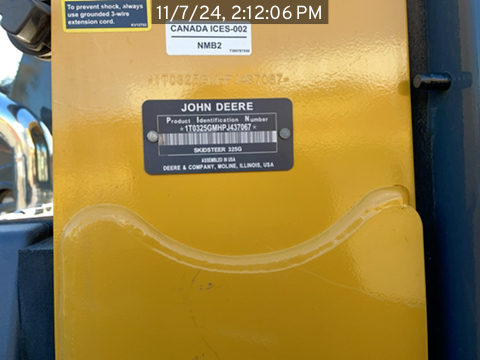 11/7/24, 2:12:06 PM
To prevent shock, always
use grounded 3-wire
extension cord.
CANADA ICES-002
NMB2
JOHN DEERE
Product Identification Number
*1T0325GMHPJ437067*
SKIDSTEER 325G
ASSEMBLED IN USA
DEERE & COMPANY, MOLINE, ILLINOIS, USA